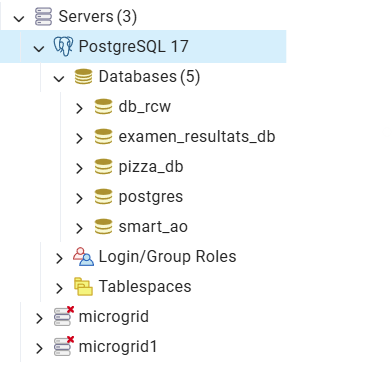 Servers (3)
PostgreSQL 17
Databases (5)
db_rcw
examen_resultats_db
pizza_db
postgres
smart_ao
Login/Group Roles
Tablespaces
microgrid
microgrid1